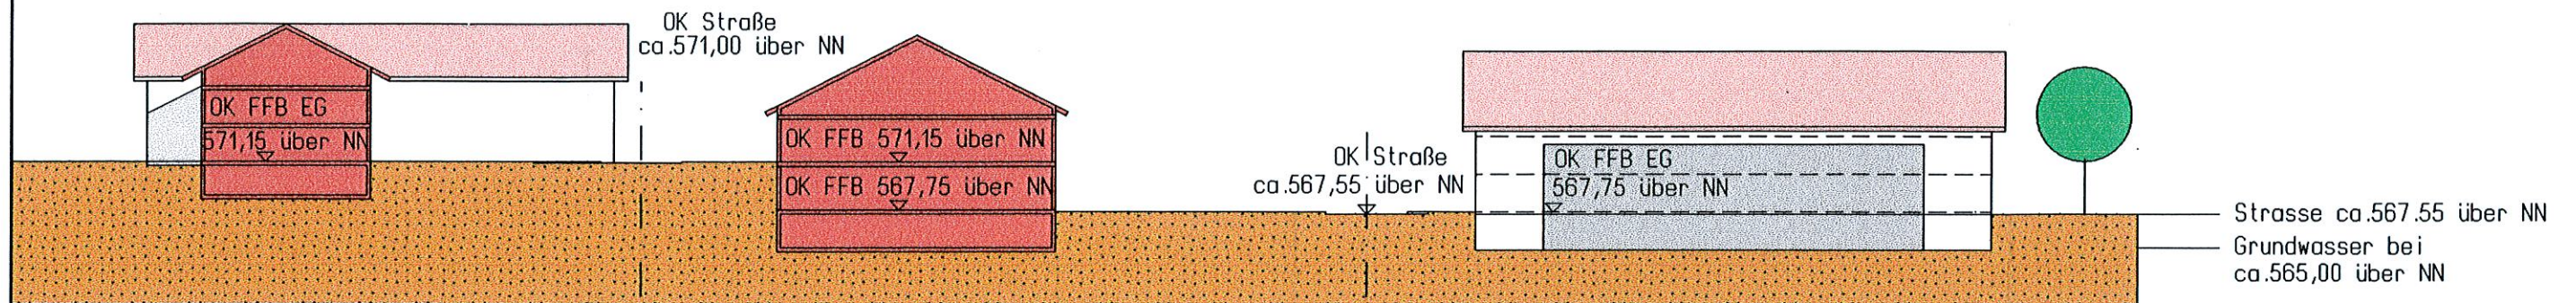 OK Straße
ca.571,00 über NN
OK FFB EG
571,15 über NN
OK FFB 571,15 über NN
OK FFB 567,75 über NN
OK Straße
ca.567,55 über NN
OK FFB EG
567,75 über NN
Strasse ca.567.55 über NN
Grundwasser bei
ca.565,00 über NN